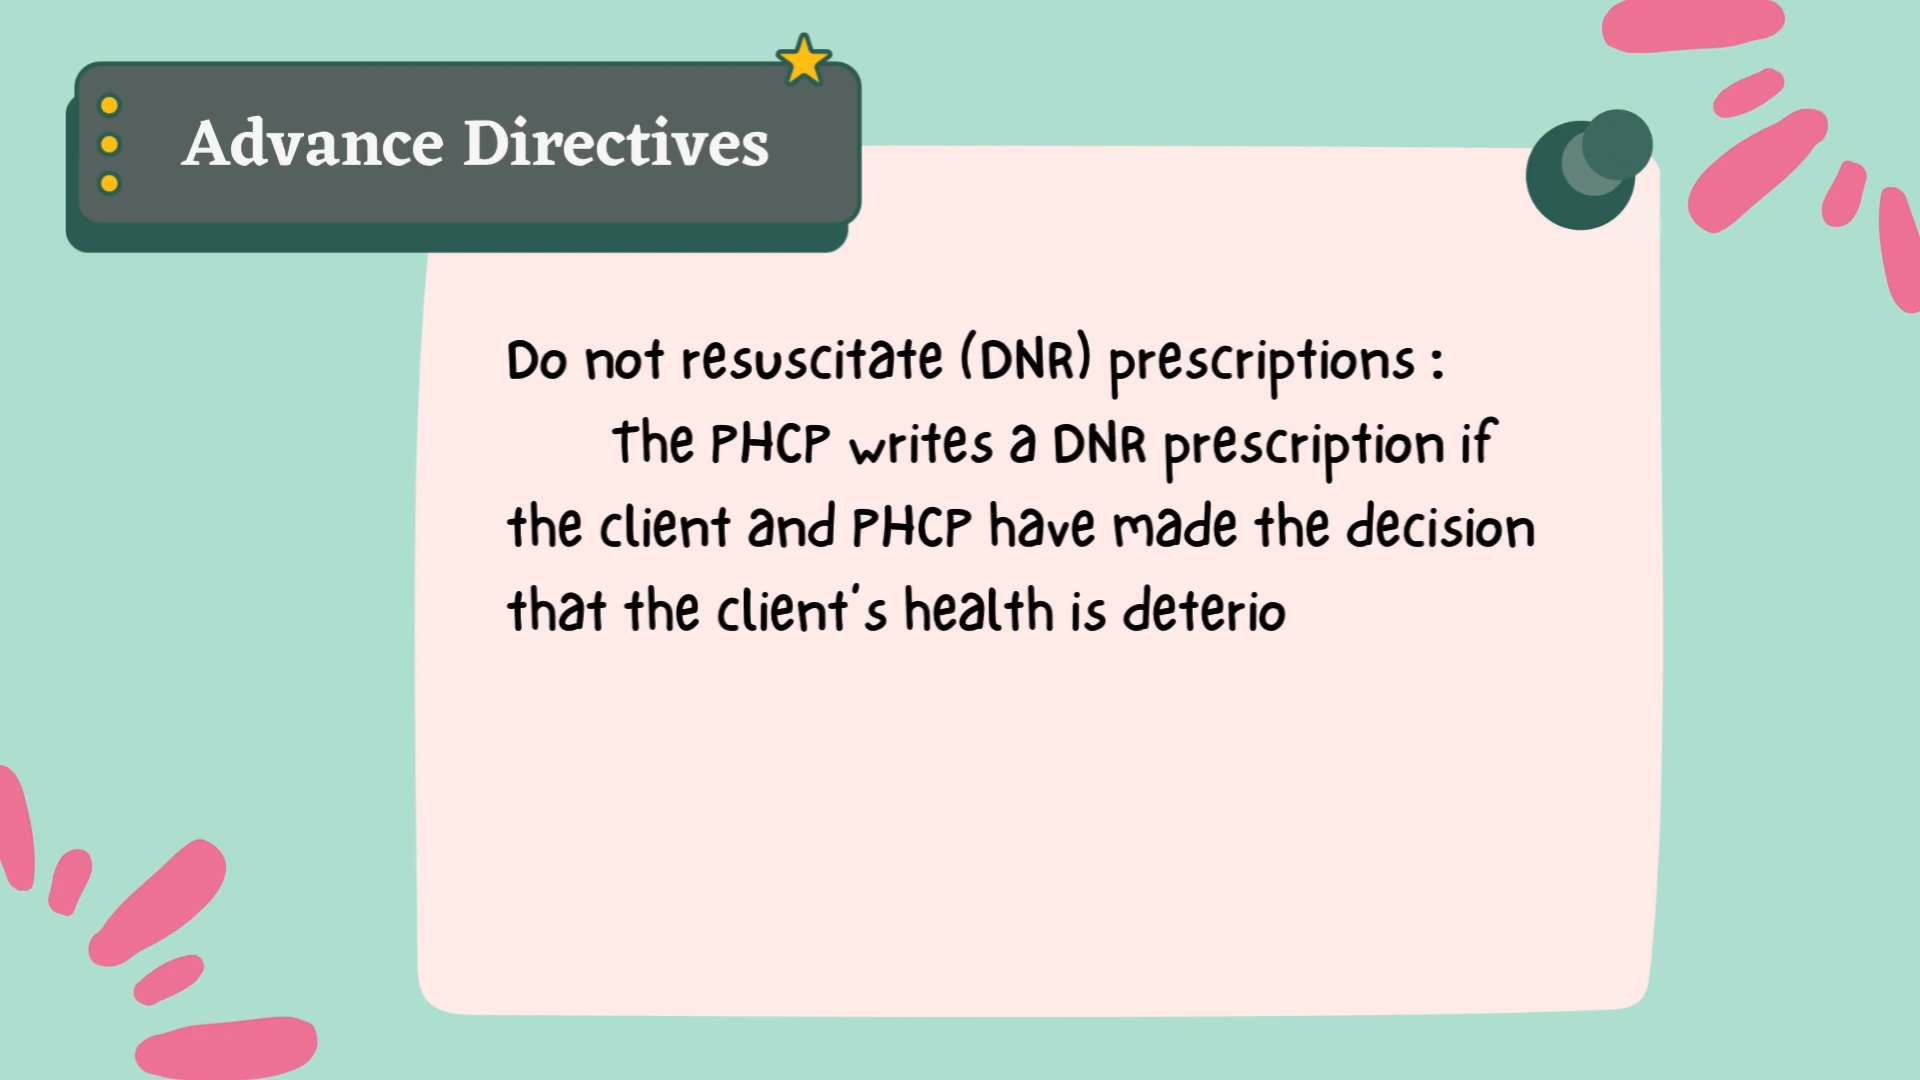 Advance Directives
Do not resuscitate (DNR) prescriptions :
The PHCP writes a DNR prescription if
the client and PHCP have made the decision
that the client's health is deterio